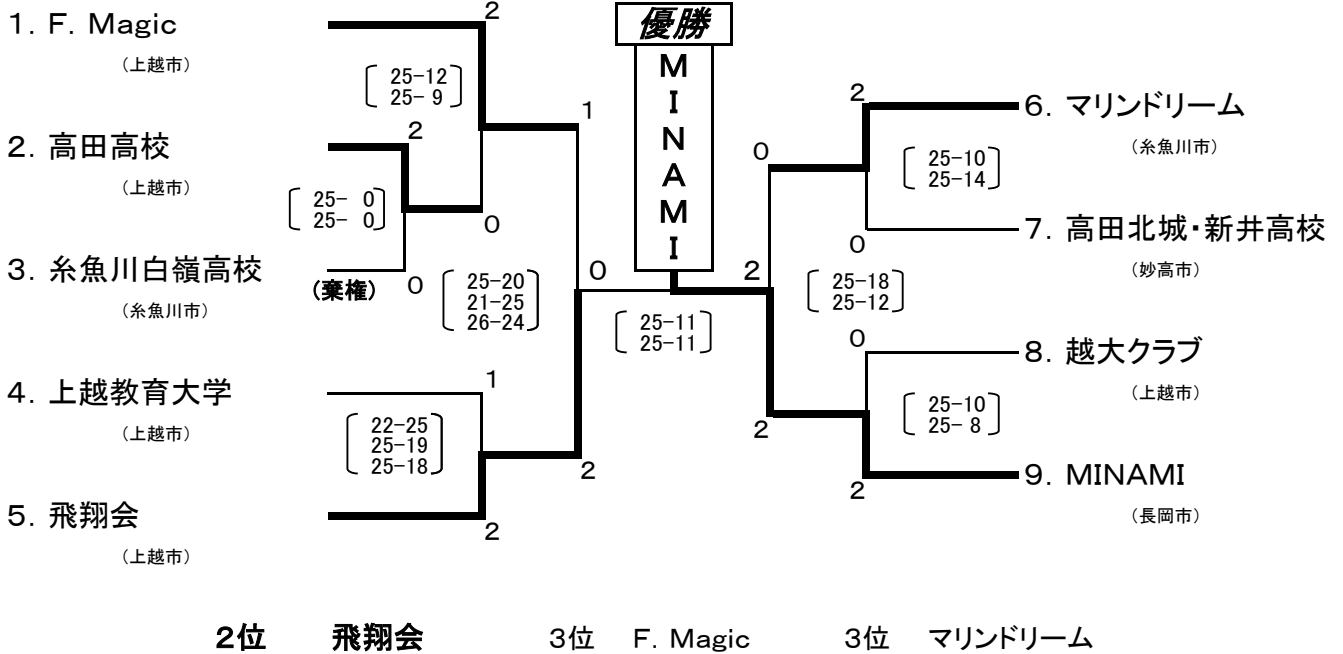 1. F. Magic
(上越市)
2
25-12
25- 9
2. 高田高校
(上越市)
2
25- 0
25- 0
0
3. 糸魚川白嶺高校
(糸魚川市)
(棄権)
0
1
25-20
21-25
26-24
4. 上越教育大学
(上越市)
1
22-25
25-19
25-18
2
5. 飛翔会
(上越市)
2
優勝
M
I
N
A
M
I
0
2
25-11
25-11
2
6. マリンドリーム
(糸魚川市)
0
25-10
25-14
0
7. 高田北城・新井高校
(妙高市)
25-18
25-12
0
8. 越大クラブ
(上越市)
2
25-10
25- 8
2
9. MINAMI
(長岡市)
2位 飛翔会 3位 F. Magic 3位 マリンドリーム